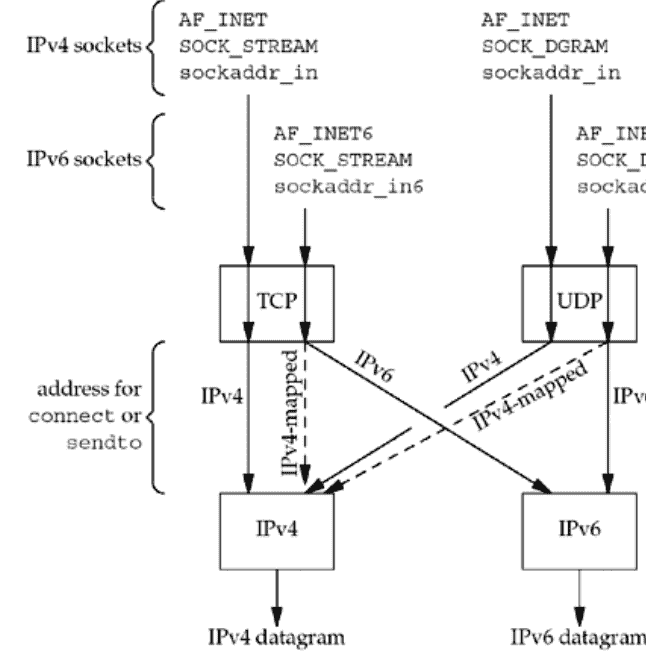 IPv4 sockets
AF_INET
SOCK_STREAM
sockaddr_in
AF_INET
SOCK_DGRAM
sockaddr_in
IPv6 sockets
AF_INET6
SOCK_STREAM
sockaddr_in6
TCP
UDP
address for
connect or
sendto
IPv4
IPv4-mapped
IPv6
IPv4
IPv4-mapped
IPv4
IPv6
IPv4 datagram
IPv6 datagram